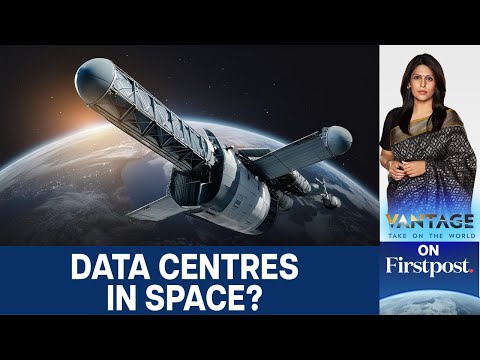 VANTAGE
TAKE ON THE WORLD
ON
Firstpost.
DATA CENTRES
IN SPACE?